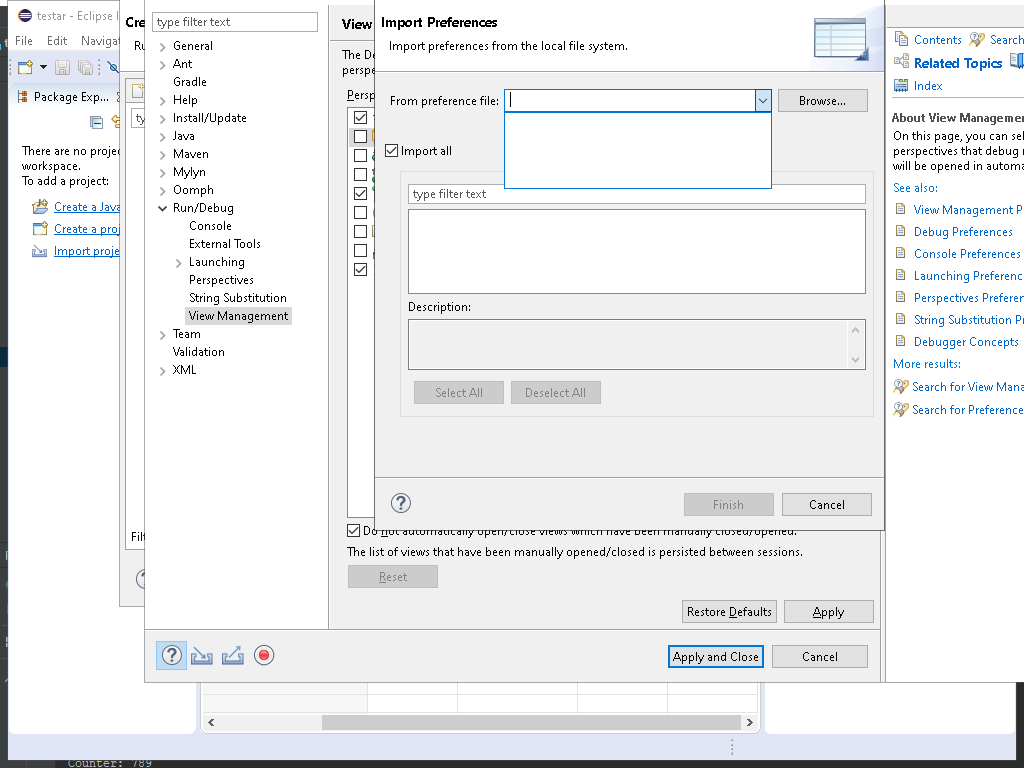 testar - Eclipse I
File Edit Navigat
Package Exp...
There are no proje
workspace.
To add a project:
Create a Java
Create a proj
Import proje
Cre
type filter text
General
Ant
Gradle
Help
Install/Update
Java
Maven
Mylyn
Oomph
Run/Debug
Console
External Tools
Launching
Perspectives
String Substitution
View Management
Team
Validation
XML
View
The De
perspe
Perspe
Import Preferences
Import preferences from the local file system.
From preference file:
Browse...
Import all
type filter text
Description:
Select All Deselect All
Finish Cancel
Do not automatically open/close views which have been manually closed/opened.
The list of views that have been manually opened/closed is persisted between sessions.
Reset
Restore Defaults Apply
Apply and Close Cancel
Contents Search
Related Topics
Index
About View Managemen
On this page, you can sel
perspectives that debug
will be opened in automa
See also:
View Management P
Debug Preferences
Console Preferences
Launching Preferenc
Perspectives Preferen
String Substitution Pr
Debugger Concepts
More results:
Search for View Mana
Search for Preference
Counter: 789